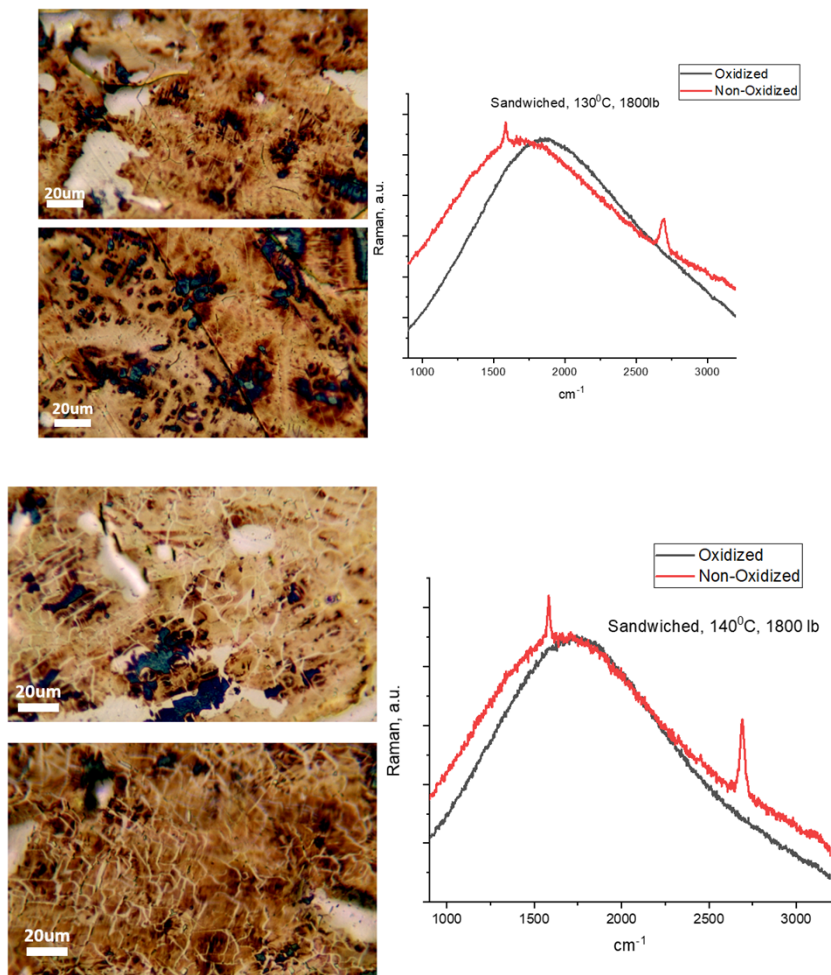 20um
20um
Oxidized
Non-Oxidized
Sandwiched, 130⁰C, 1800lb
Raman, a.u.
1000 1500 2000 2500 3000
cm⁻¹
20um
20um
Oxidized
Non-Oxidized
Sandwiched, 140⁰C, 1800 lb
Raman, a.u.
1000 1500 2000 2500 3000
cm⁻¹